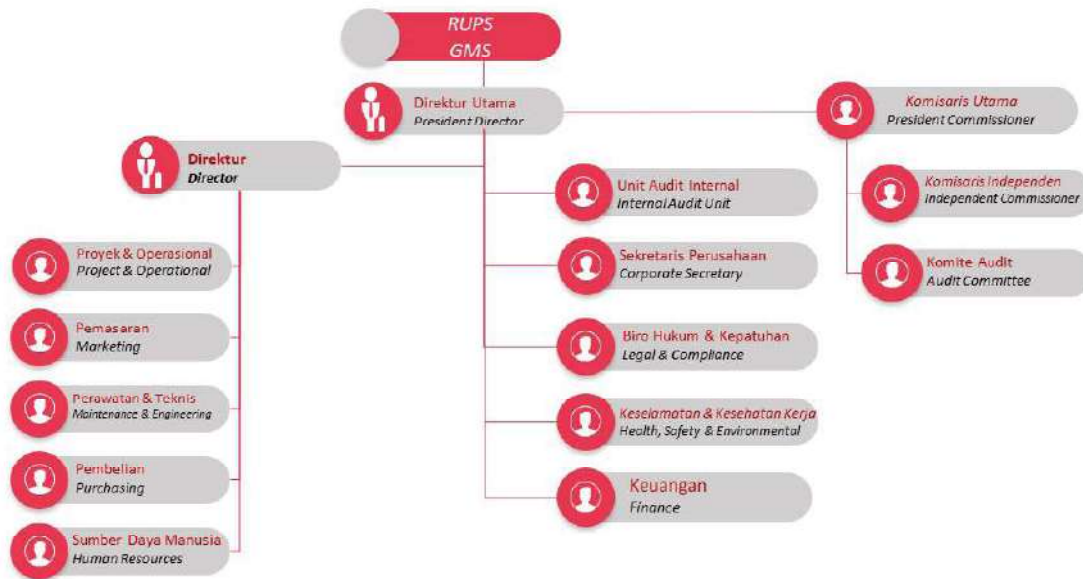 RUPS
GMS
Direktur Utama
President Director
Komisaris Utama
President Commissioner
Direktur
Director
Unit Audit Internal
Internal Audit Unit
Komisaris Independen
Independent Commissioner
Proyek & Operasional
Project & Operational
Sekretaris Perusahaan
Corporate Secretary
Komite Audit
Audit Committee
Pemasaran
Marketing
Biro Hukum & Kepatuhan
Legal & Compliance
Perawatan & Teknis
Maintenance & Engineering
Keselamatan & Kesehatan Kerja
Health, Safety & Environmental
Pembelian
Purchasing
Keuangan
Finance
Sumber Daya Manusia
Human Resources